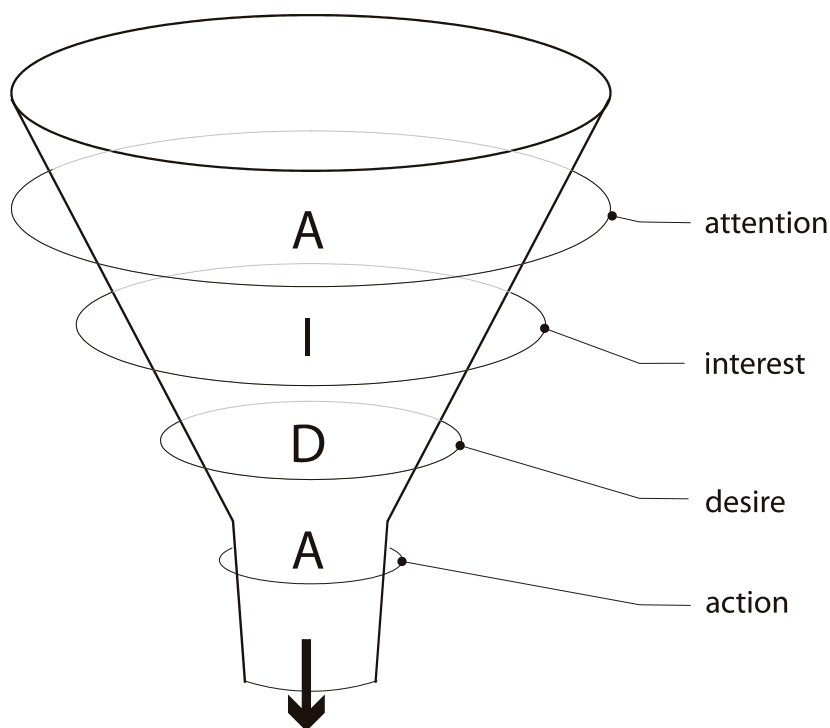 A
attention
I
interest
D
desire
A
action